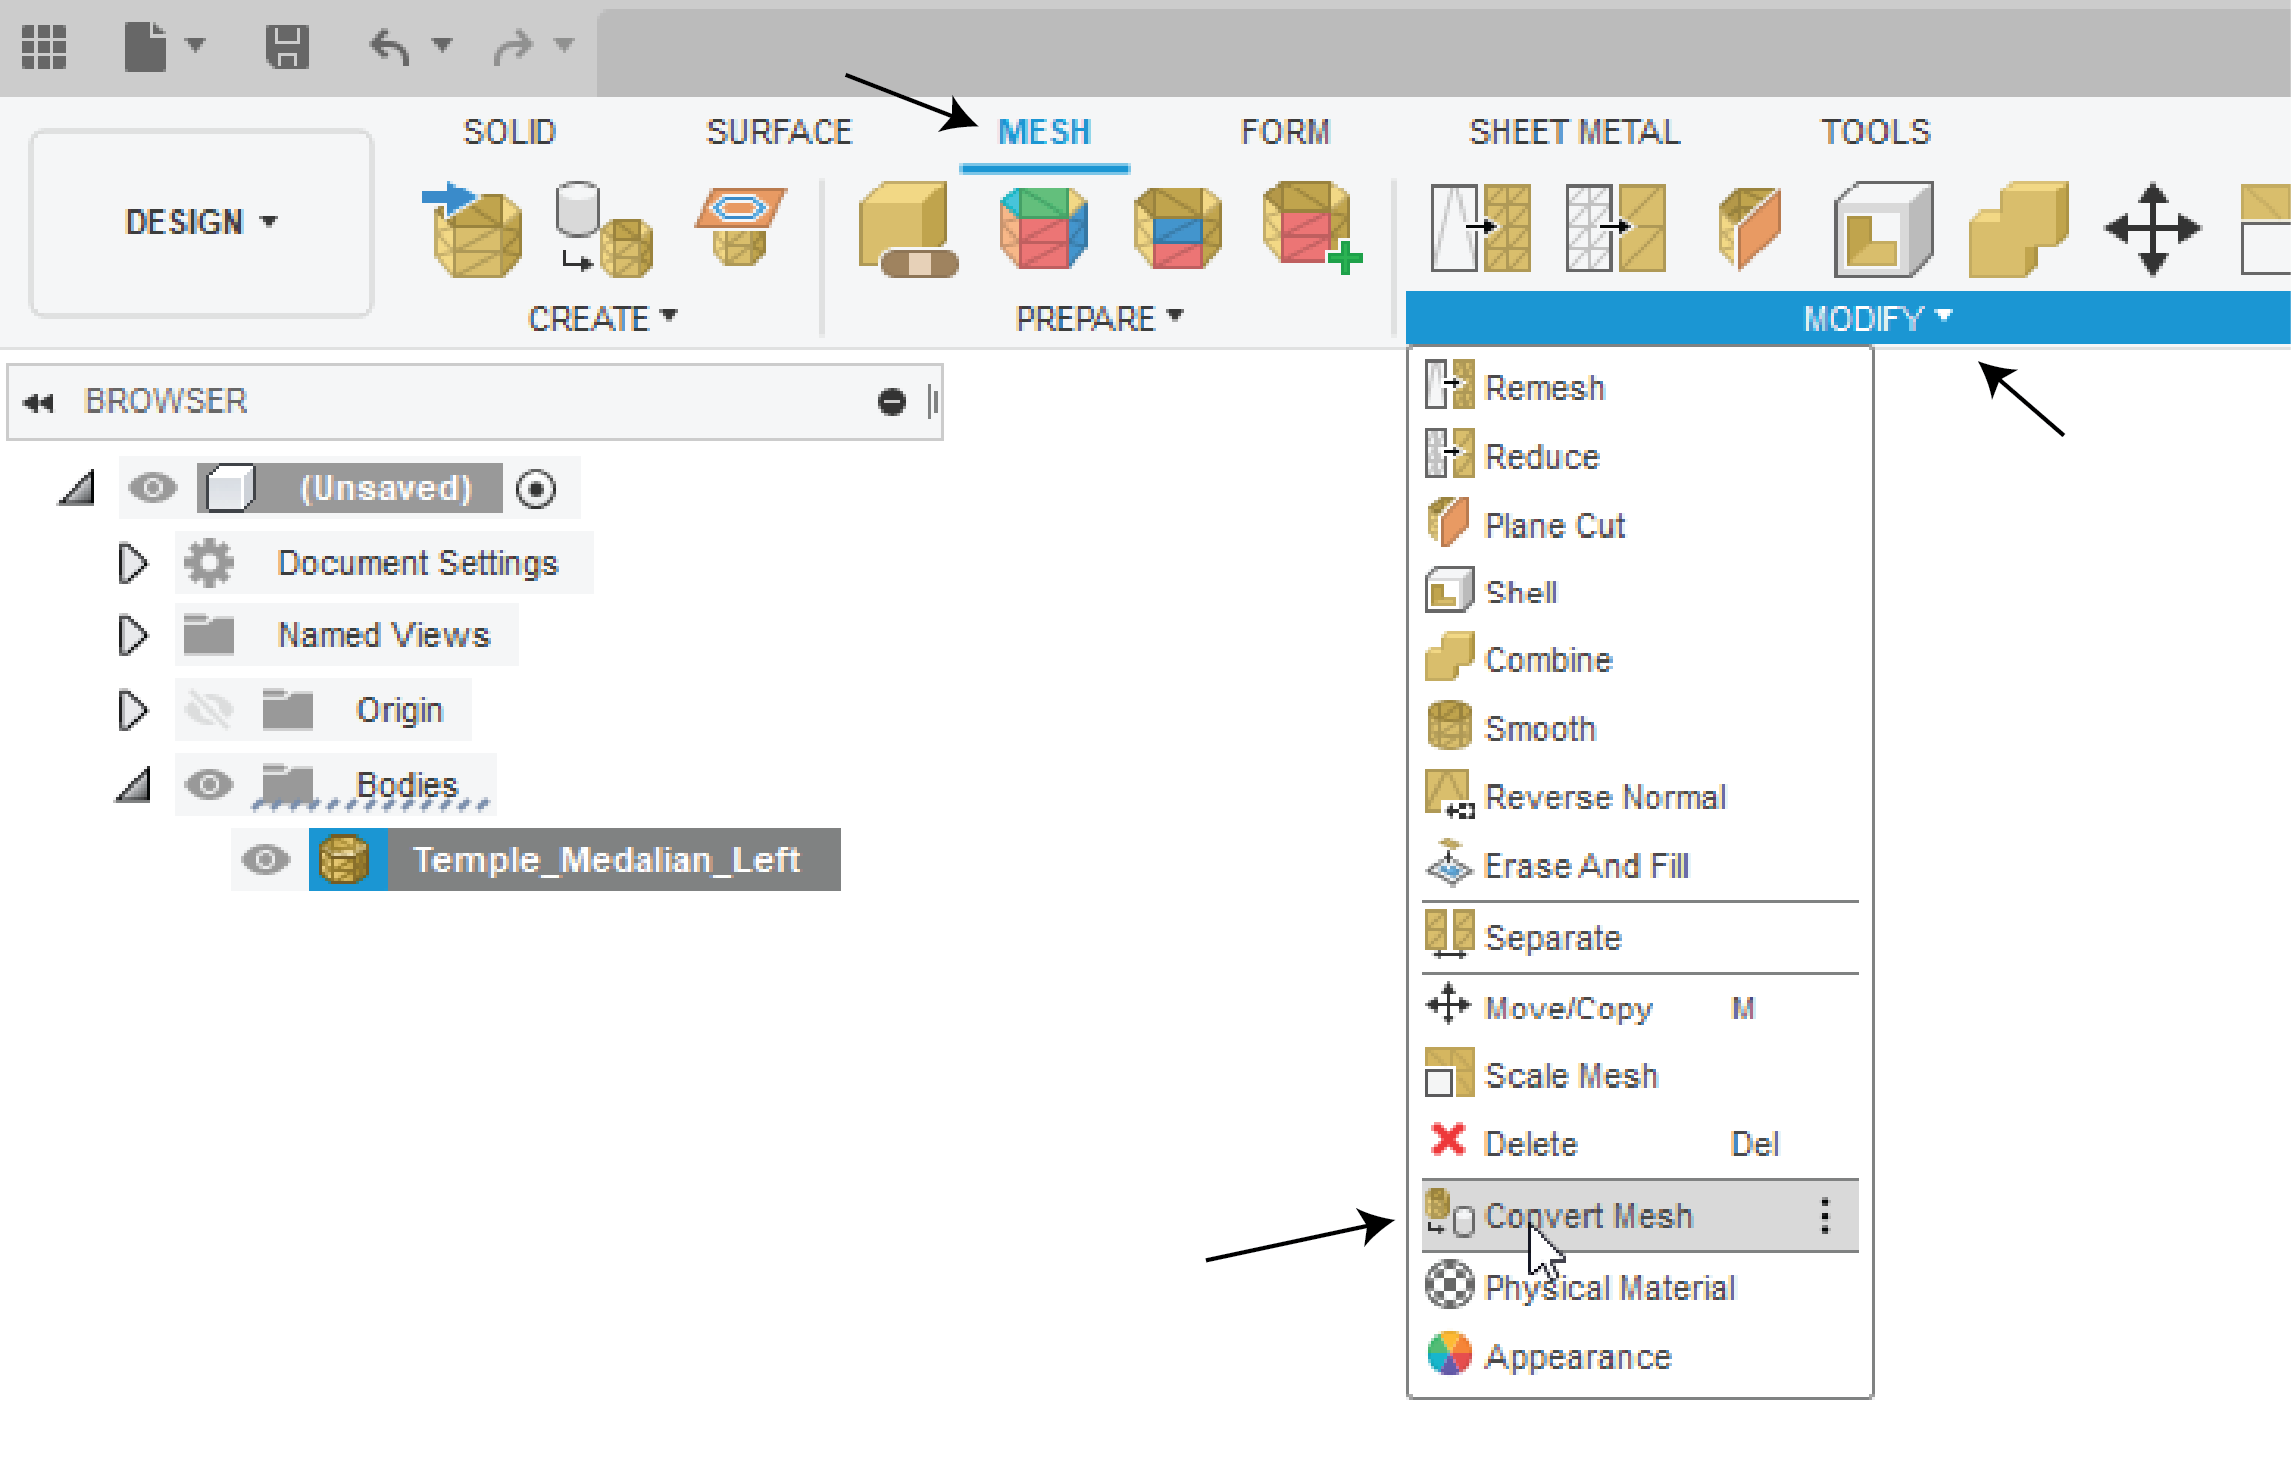 SOLID SURFACE MESH FORM SHEET METAL TOOLS
DESIGN
CREATE PREPARE MODIFY
BROWSER
(Unsaved)
Document Settings
Named Views
Origin
Bodies
Temple_Medalian_Left
Remesh
Reduce
Plane Cut
Shell
Combine
Smooth
Reverse Normal
Erase And Fill
Separate
Move/Copy M
Scale Mesh
Delete Del
Convert Mesh
Physical Material
Appearance